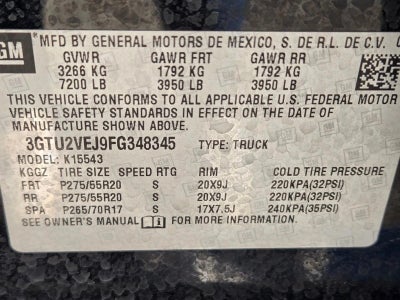 GM
MFD BY GENERAL MOTORS DE MEXICO, S. DE R.L. DE C.V.
GVWR GAWR FRT GAWR RR
3266 KG 1792 KG 1792 KG
7200 LB 3950 LB 3950 LB
THIS VEHICLE CONFORMS TO ALL APPLICABLE U.S. FEDERAL MOTOR
VEHICLE SAFETY STANDARDS IN EFFECT ON THE DATE OF
MANUFACTURE SHOWN ABOVE.
3GTU2VEJ9FG348345 TYPE: TRUCK
MODEL: K15543
KGGZ TIRE SIZE SPEED RTG RIM COLD TIRE PRESSURE
FRT P275/55R20 S 20X9J 220KPA(32PSI)
RR P275/55R20 S 20X9J 220KPA(32PSI)
SPA P265/70R17 S 17X7.5J 240KPA(35PSI)
SEE OWNER'S MANUAL FOR MORE INFORMATION.